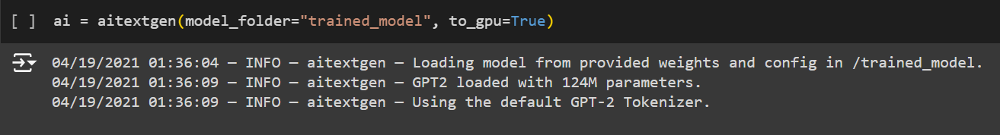 [ ] ai = aitextgen(model_folder="trained_model", to_gpu=True)
04/19/2021 01:36:04 — INFO — aitextgen — Loading model from provided weights and config in /trained_model.
04/19/2021 01:36:09 — INFO — aitextgen — GPT2 loaded with 124M parameters.
04/19/2021 01:36:09 — INFO — aitextgen — Using the default GPT-2 Tokenizer.